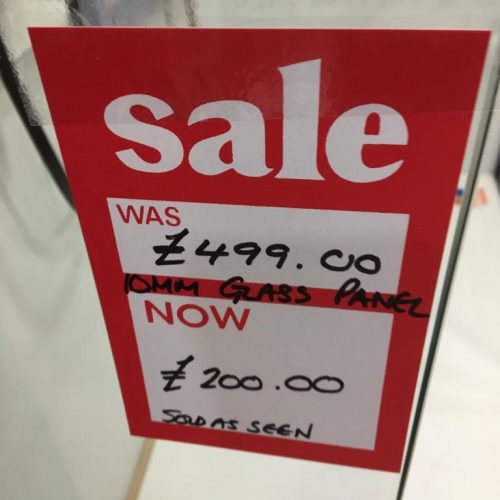 sale
WAS
£499.00
10MM GLASS PANEL
NOW
£200.00
SOLD AS SEEN